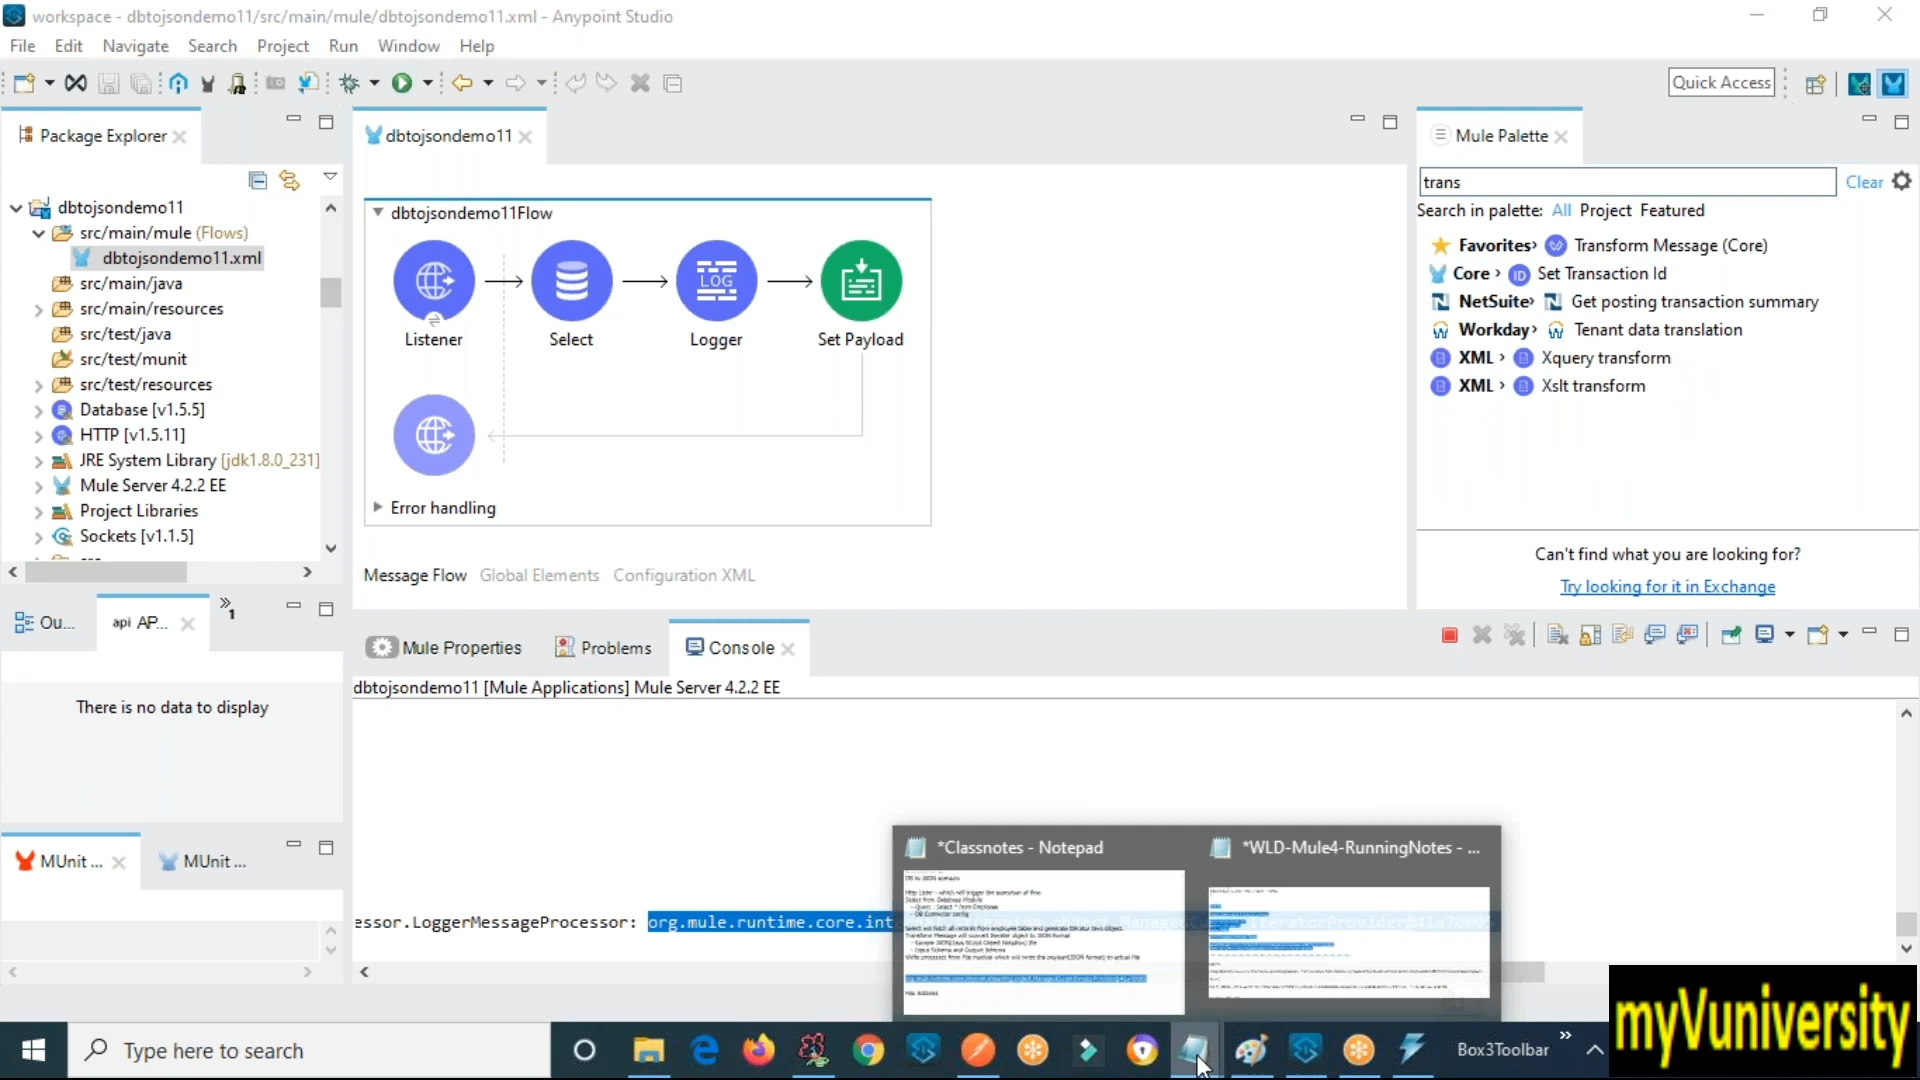 workspace - dbtojsondemo11/src/main/mule/dbtojsondemo11.xml - Anypoint Studio
File Edit Navigate Search Project Run Window Help
Quick Access
Package Explorer
dbtojsondemo11
src/main/mule (Flows)
dbtojsondemo11.xml
src/main/java
src/main/resources
src/test/java
src/test/munit
src/test/resources
Database [v1.5.5]
HTTP [v1.5.11]
JRE System Library [jdk1.8.0_231]
Mule Server 4.2.2 EE
Project Libraries
Sockets [v1.1.5]
dbtojsondemo11
dbtojsondemo11Flow
LOG
Listener Select Logger Set Payload
Error handling
Message Flow Global Elements Configuration XML
Mule Palette
trans
Clear
Search in palette: All Project Featured
Favorites> Transform Message (Core)
Core > ID Set Transaction Id
NetSuite> Get posting transaction summary
Workday> Tenant data translation
XML > Xquery transform
XML > Xslt transform
Can't find what you are looking for?
Try looking for it in Exchange
Ou... api AP... »1
There is no data to display
MUnit ... MUnit ...
Mule Properties Problems Console
dbtojsondemo11 [Mule Applications] Mule Server 4.2.2 EE
essor.LoggerMessageProcessor: org.mule.runtime.core.int
*Classnotes - Notepad
DB to JSON scenario
*WLD-Mule4-RunningNotes - ...
Type here to search
Box3Toolbar »
myVuniversity